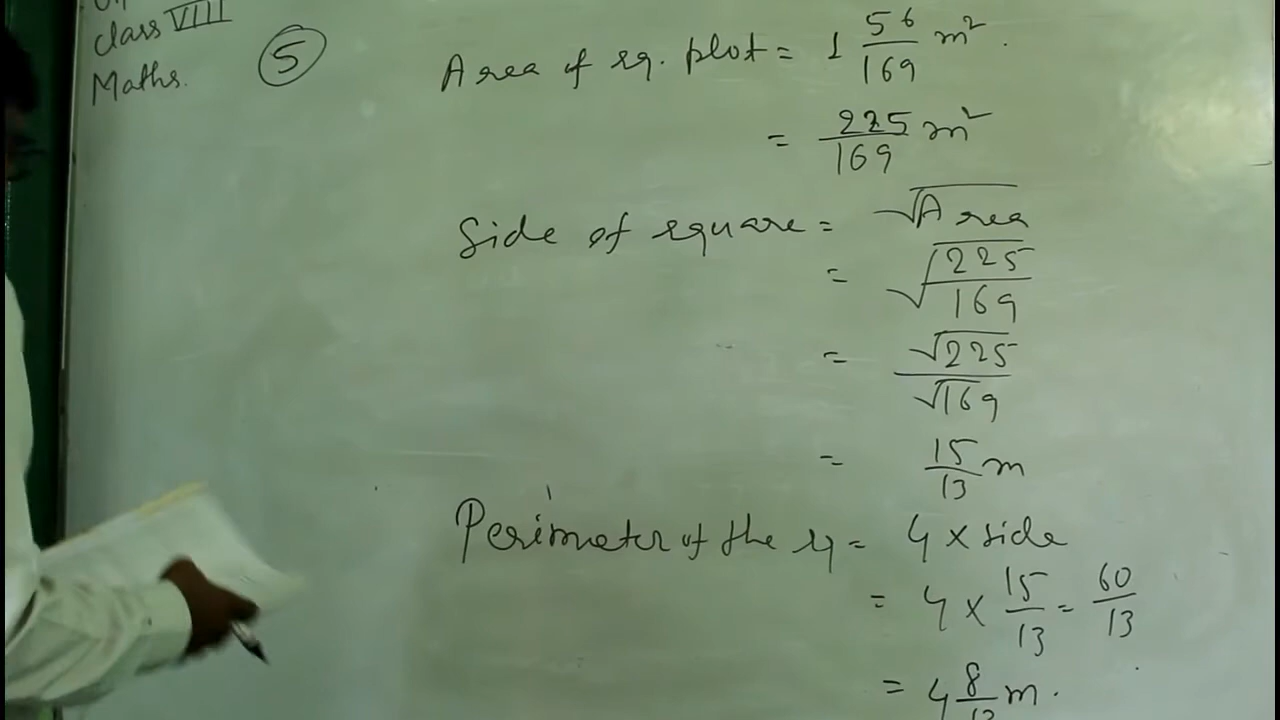 class VIII
Maths.
5
Area of sq. plot = 1 56/169 m².
= 225/169 m²
Side of square = √Area
= √225/169
= √225/√169
= 15/13 m
Perimeter of the sq = 4 × side
= 4 × 15/13 = 60/13
= 4 8/13 m.